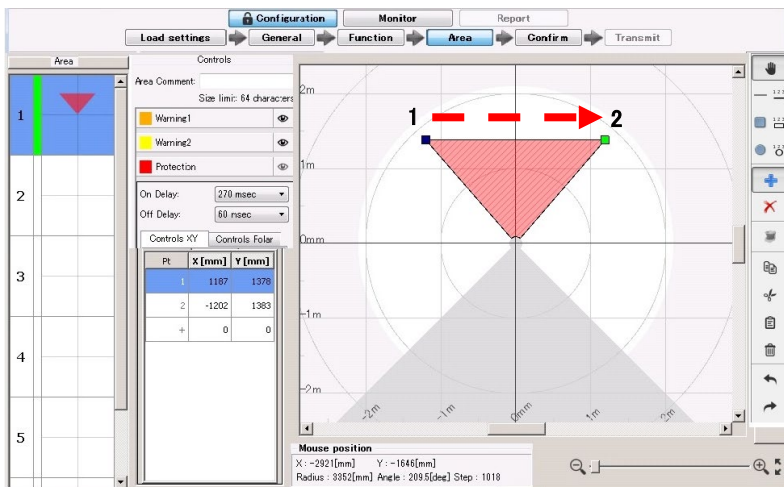 Configuration Monitor Report
Load settings General Function Area Confirm Transmit
Area
1
2
3
4
5
Controls
Area Comment:
Size limit: 64 characters
Warning1
Warning2
Protection
On Delay: 270 msec
Off Delay: 60 msec
Controls XY Controls Polar
Pt X [mm] Y [mm]
1 1187 1378
2 -1202 1383
+ 0 0
2m
1m
0mm
-1m
-2m
-2m -1m 0mm 1m 2m
1 2
Mouse position
X : -2921[mm] Y : -1646[mm]
Radius : 3352[mm] Angle : 209.5[deg] Step : 1018